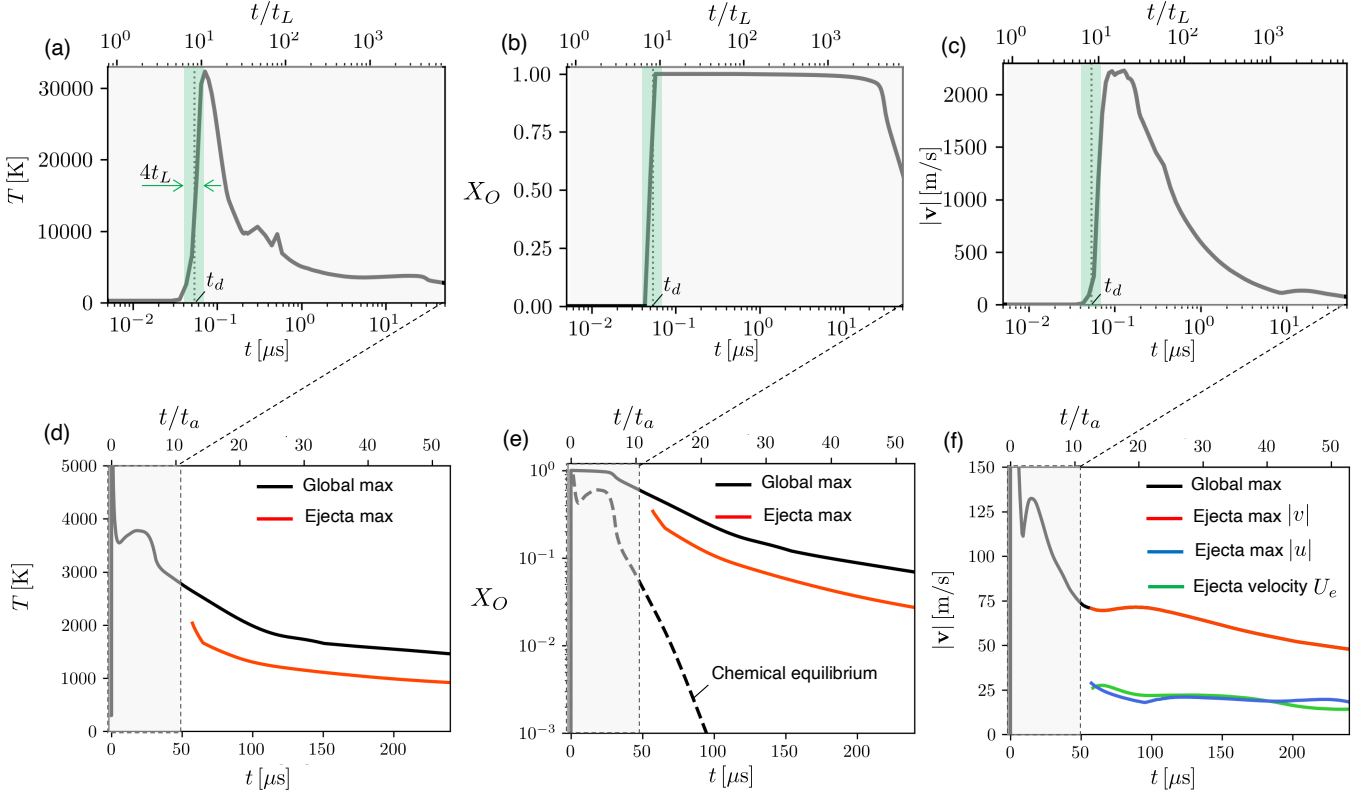 t/t_L
t/t_L
t/t_L
(a)
10^0 10^1 10^2 10^3
(b)
10^0 10^1 10^2 10^3
(c)
10^0 10^1 10^2 10^3
T [K]
30000
20000
10000
0
4t_L
t_d
10^−2 10^−1 10^0 10^1
t [μs]
X_O
1.00
0.75
0.50
0.25
0.00
t_d
10^−2 10^−1 10^0 10^1
t [μs]
|v| [m/s]
2000
1500
1000
500
0
t_d
10^−2 10^−1 10^0 10^1
t [μs]
t/t_a
t/t_a
t/t_a
(d)
0 10 20 30 40 50
(e)
0 10 20 30 40 50
(f)
0 10 20 30 40 50
T [K]
5000
4000
3000
2000
1000
0
Global max
Ejecta max
0 50 100 150 200
t [μs]
X_O
10^0
10^−1
10^−2
10^−3
Global max
Ejecta max
Chemical equilibrium
0 50 100 150 200
t [μs]
|v| [m/s]
150
125
100
75
50
25
0
Global max
Ejecta max |v|
Ejecta max |u|
Ejecta velocity U_e
0 50 100 150 200
t [μs]